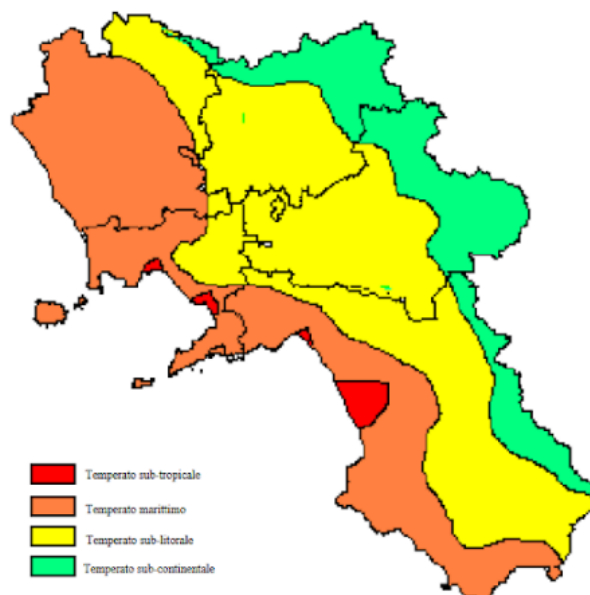 Temperato sub-tropicale
Temperato marittimo
Temperato sub-litorale
Temperato sub-continentale